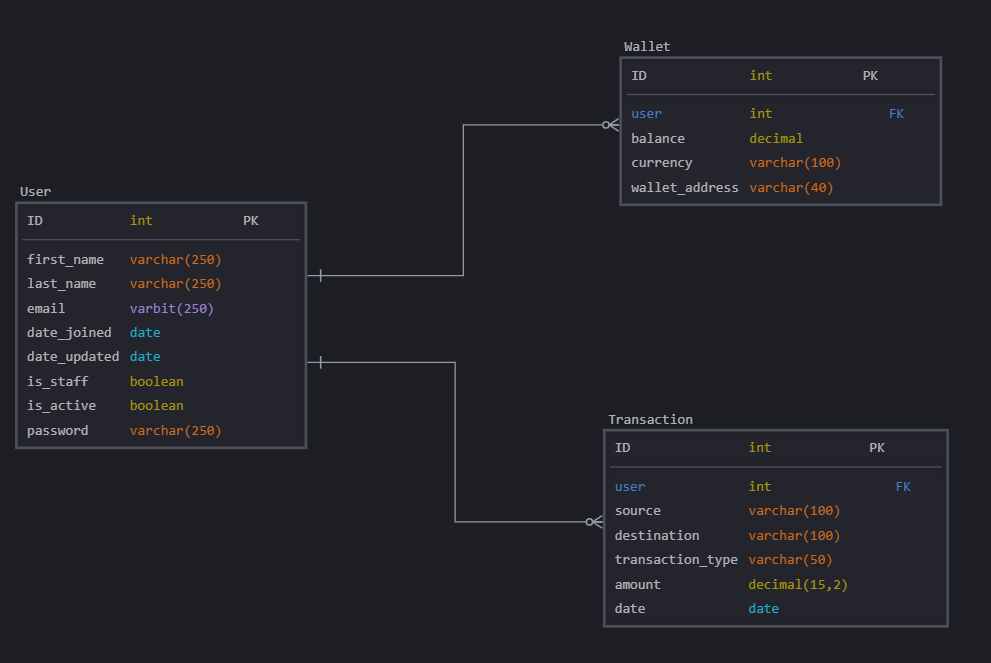 Wallet
ID int PK
user int FK
balance decimal
currency varchar(100)
wallet_address varchar(40)
User
ID int PK
first_name varchar(250)
last_name varchar(250)
email varbit(250)
date_joined date
date_updated date
is_staff boolean
is_active boolean
password varchar(250)
Transaction
ID int PK
user int FK
source varchar(100)
destination varchar(100)
transaction_type varchar(50)
amount decimal(15,2)
date date